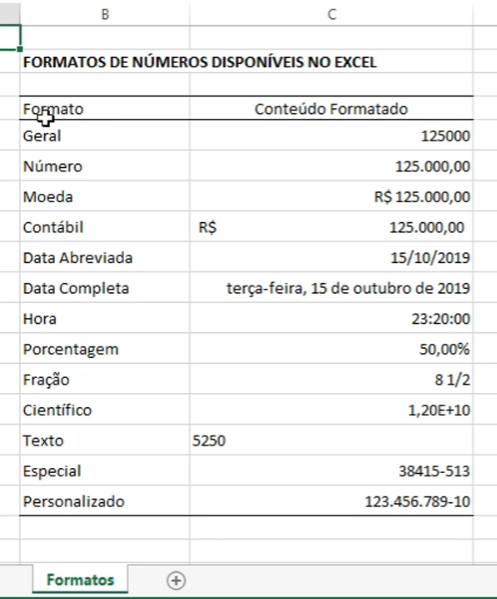 B C
FORMATOS DE NÚMEROS DISPONÍVEIS NO EXCEL
Formato Conteúdo Formatado
Geral 125000
Número 125.000,00
Moeda R$ 125.000,00
Contábil R$ 125.000,00
Data Abreviada 15/10/2019
Data Completa terça-feira, 15 de outubro de 2019
Hora 23:20:00
Porcentagem 50,00%
Fração 8 1/2
Científico 1,20E+10
Texto 5250
Especial 38415-513
Personalizado 123.456.789-10
Formatos